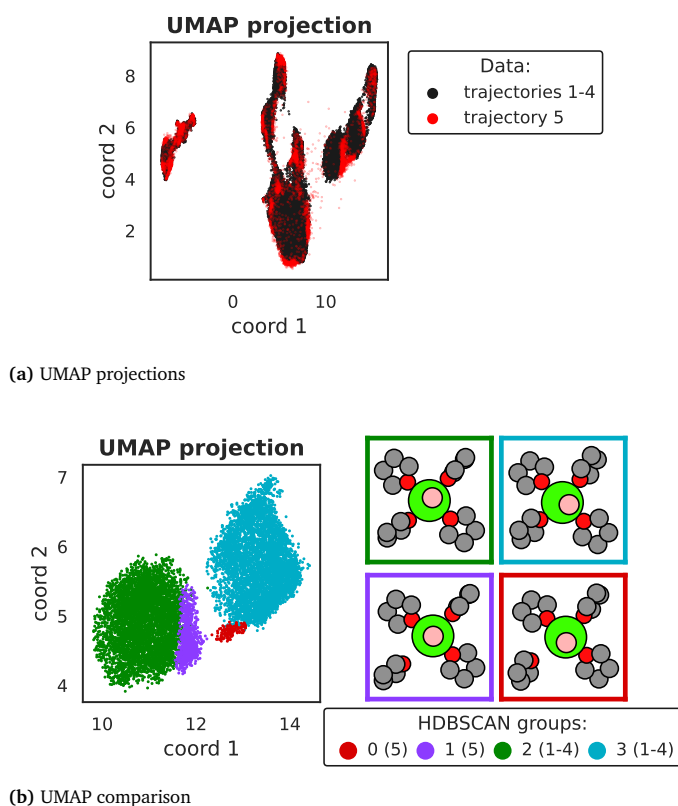 UMAP projection
8
6
4
2
coord 2
0 10
coord 1
Data:
trajectories 1-4
trajectory 5
(a) UMAP projections
UMAP projection
7
6
5
4
coord 2
10 12 14
coord 1
HDBSCAN groups:
0 (5) 1 (5) 2 (1-4) 3 (1-4)
(b) UMAP comparison